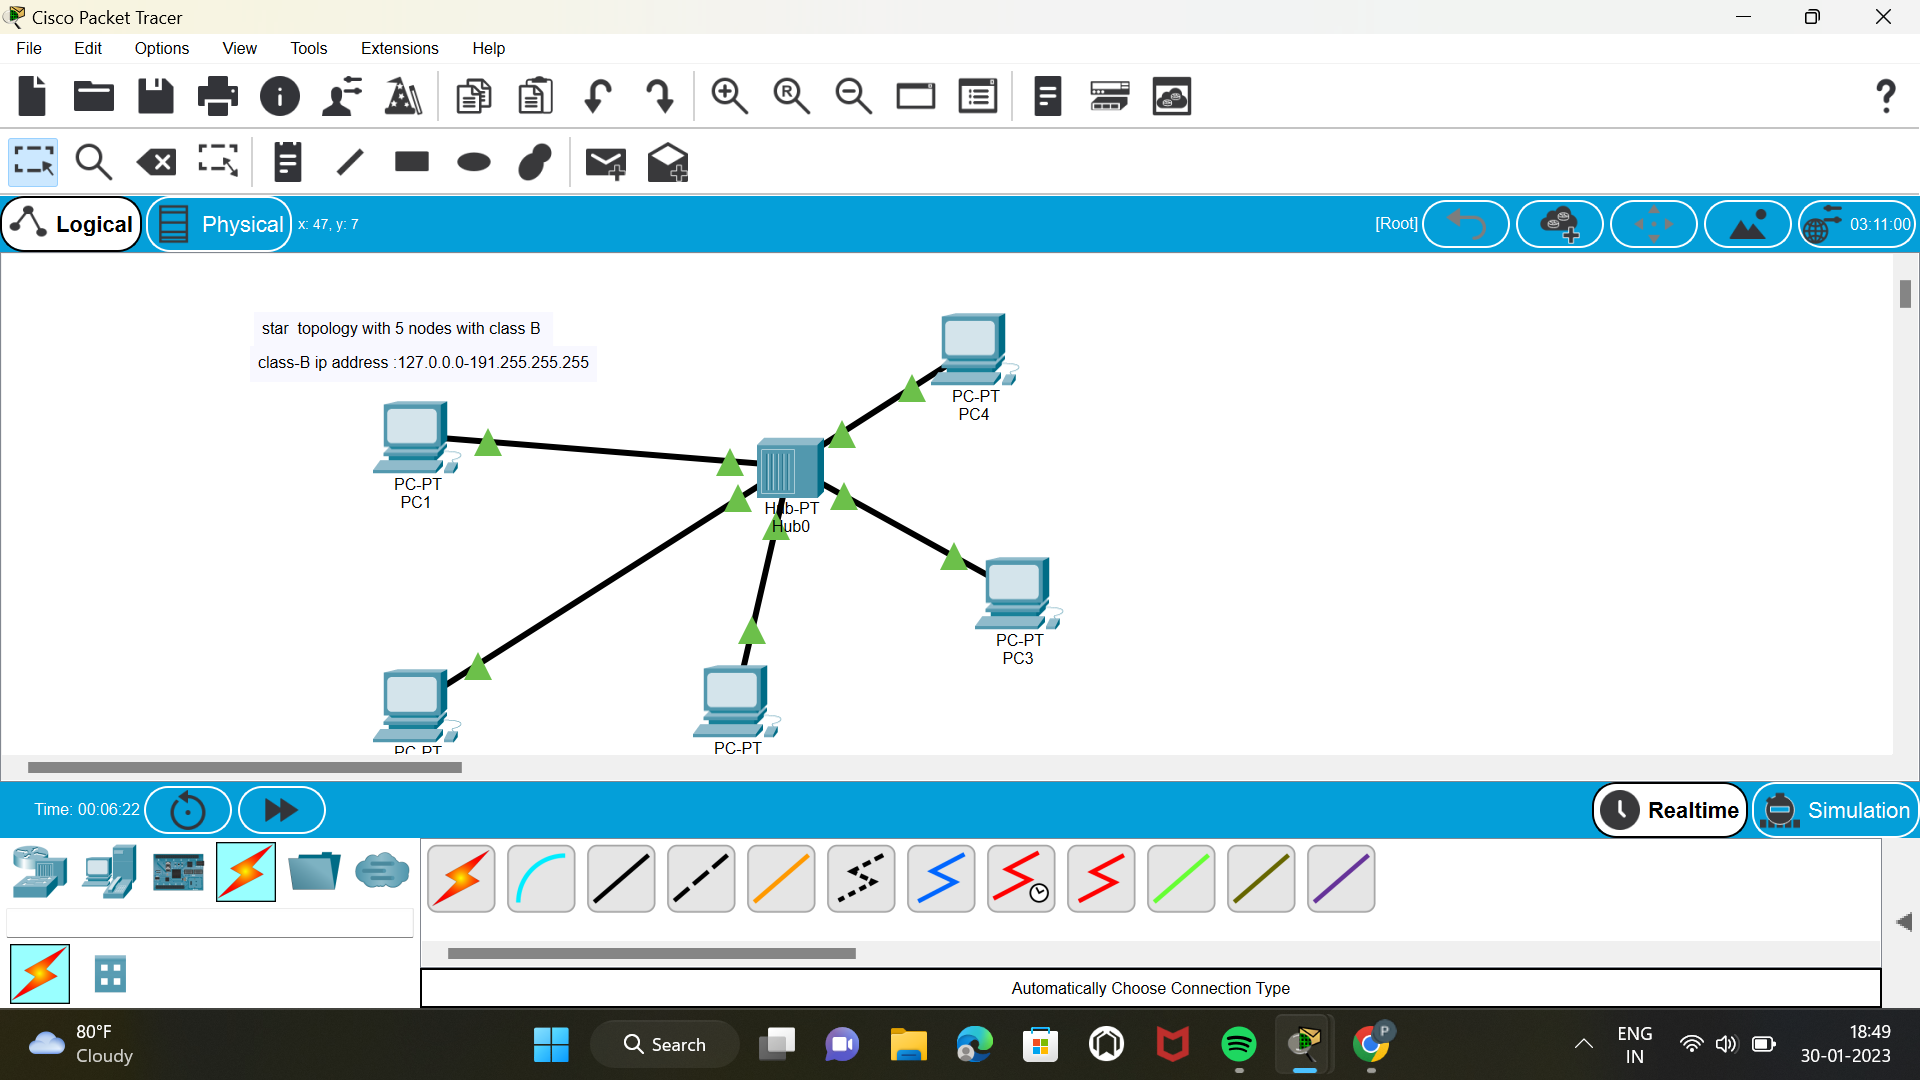 Cisco Packet Tracer
File Edit Options View Tools Extensions Help
Logical Physical x: 47, y: 7 [Root] 03:11:00
star  topology with 5 nodes with class B
class-B ip address :127.0.0.0-191.255.255.255
PC-PT
PC4
PC-PT
PC1
Hub-PT
Hub0
PC-PT
PC3
PC-PT
PC-PT
Time: 00:06:22 Realtime Simulation
Automatically Choose Connection Type
80°F
Cloudy
Search
P
ENG
IN
18:49
30-01-2023